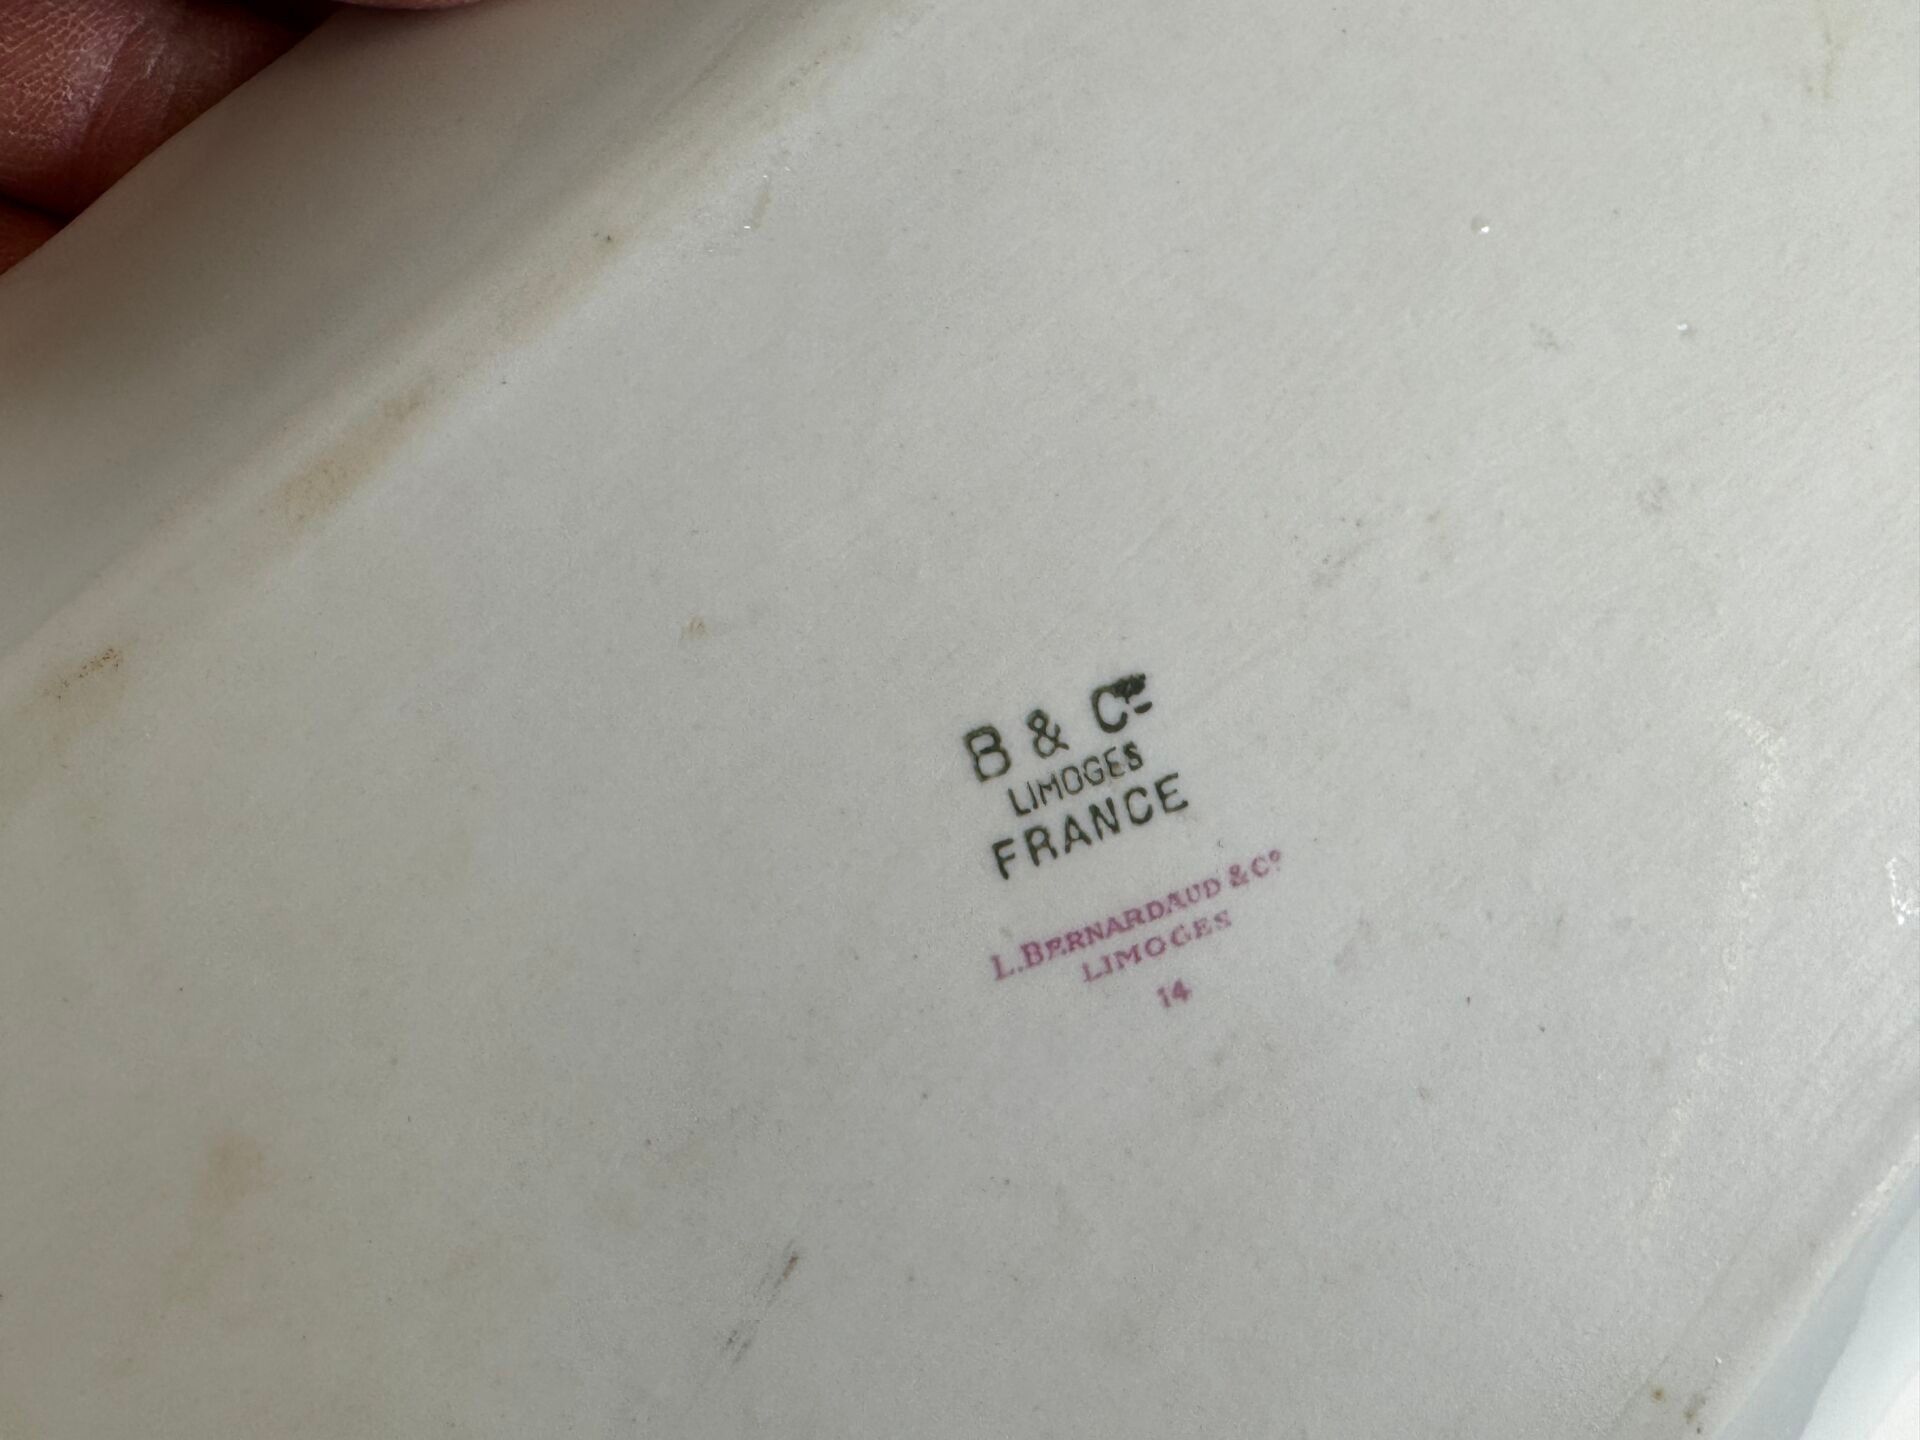 B & Cie
LIMOGES
FRANCE
L. BERNARDAUD & Co
LIMOGES
14